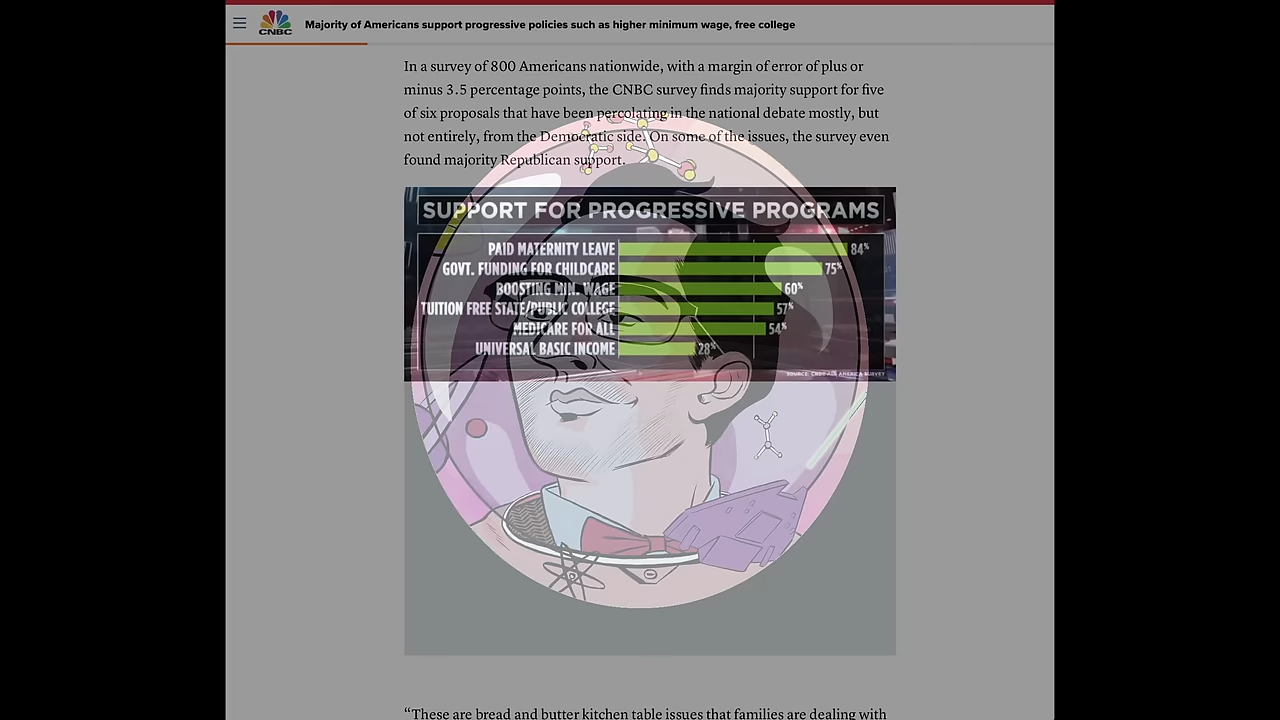 CNBC
Majority of Americans support progressive policies such as higher minimum wage, free college
In a survey of 800 Americans nationwide, with a margin of error of plus or
minus 3.5 percentage points, the CNBC survey finds majority support for five
of six proposals that have been percolating in the national debate mostly, but
not entirely, from the Democratic side. On some of the issues, the survey even
found majority Republican support.
SUPPORT FOR PROGRESSIVE PROGRAMS
PAID MATERNITY LEAVE 84%
GOVT. FUNDING FOR CHILDCARE 75%
BOOSTING MIN. WAGE 60%
TUITION FREE STATE/PUBLIC COLLEGE 57%
MEDICARE FOR ALL 54%
UNIVERSAL BASIC INCOME 28%
SOURCE: CNBC ALL AMERICA SURVEY
“These are bread and butter kitchen table issues that families are dealing with